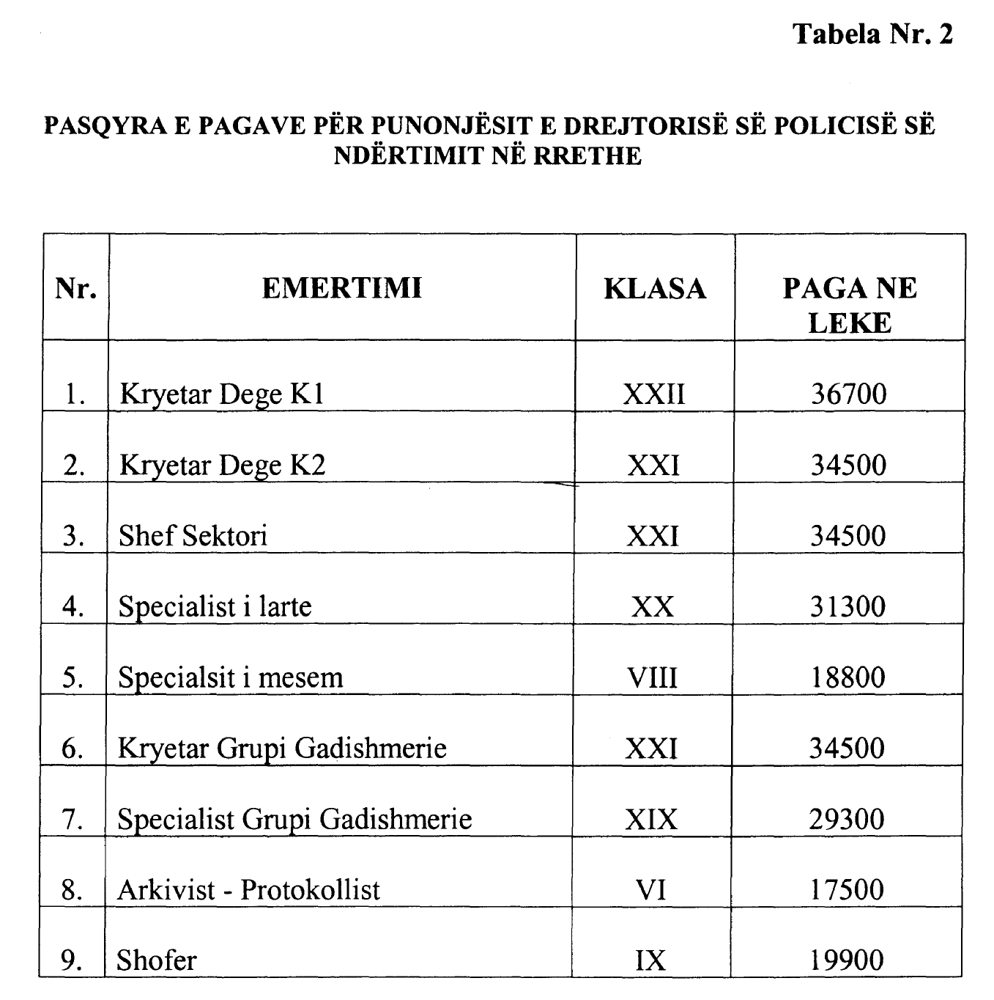 Tabela Nr. 2
PASQYRA E PAGAVE PËR PUNONJËSIT E DREJTORISË SË POLICISË SË
NDËRTIMIT NË RRETHE
Nr. EMERTIMI KLASA PAGA NE
LEKE
1. Kryetar Dege K1 XXII 36700
2. Kryetar Dege K2 XXI 34500
3. Shef Sektori XXI 34500
4. Specialist i larte XX 31300
5. Specialsit i mesem VIII 18800
6. Kryetar Grupi Gadishmerie XXI 34500
7. Specialist Grupi Gadishmerie XIX 29300
8. Arkivist - Protokollist VI 17500
9. Shofer IX 19900